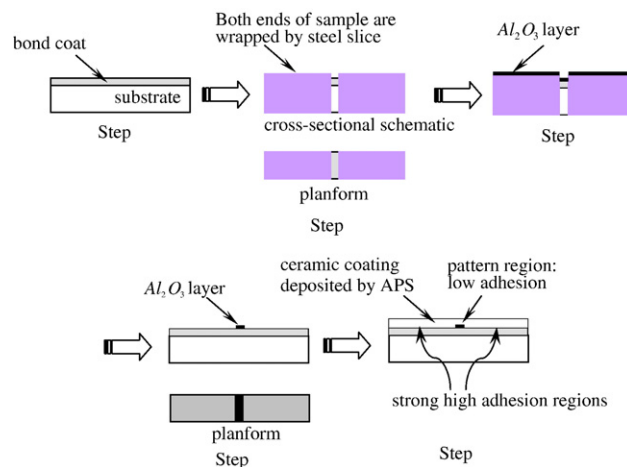 bond coat
substrate
Step
Both ends of sample are
wrapped by steel slice
cross-sectional schematic
planform
Step
Al₂O₃ layer
Step
Al₂O₃ layer
planform
Step
ceramic coating
deposited by APS
pattern region:
low adhesion
strong high adhesion regions
Step